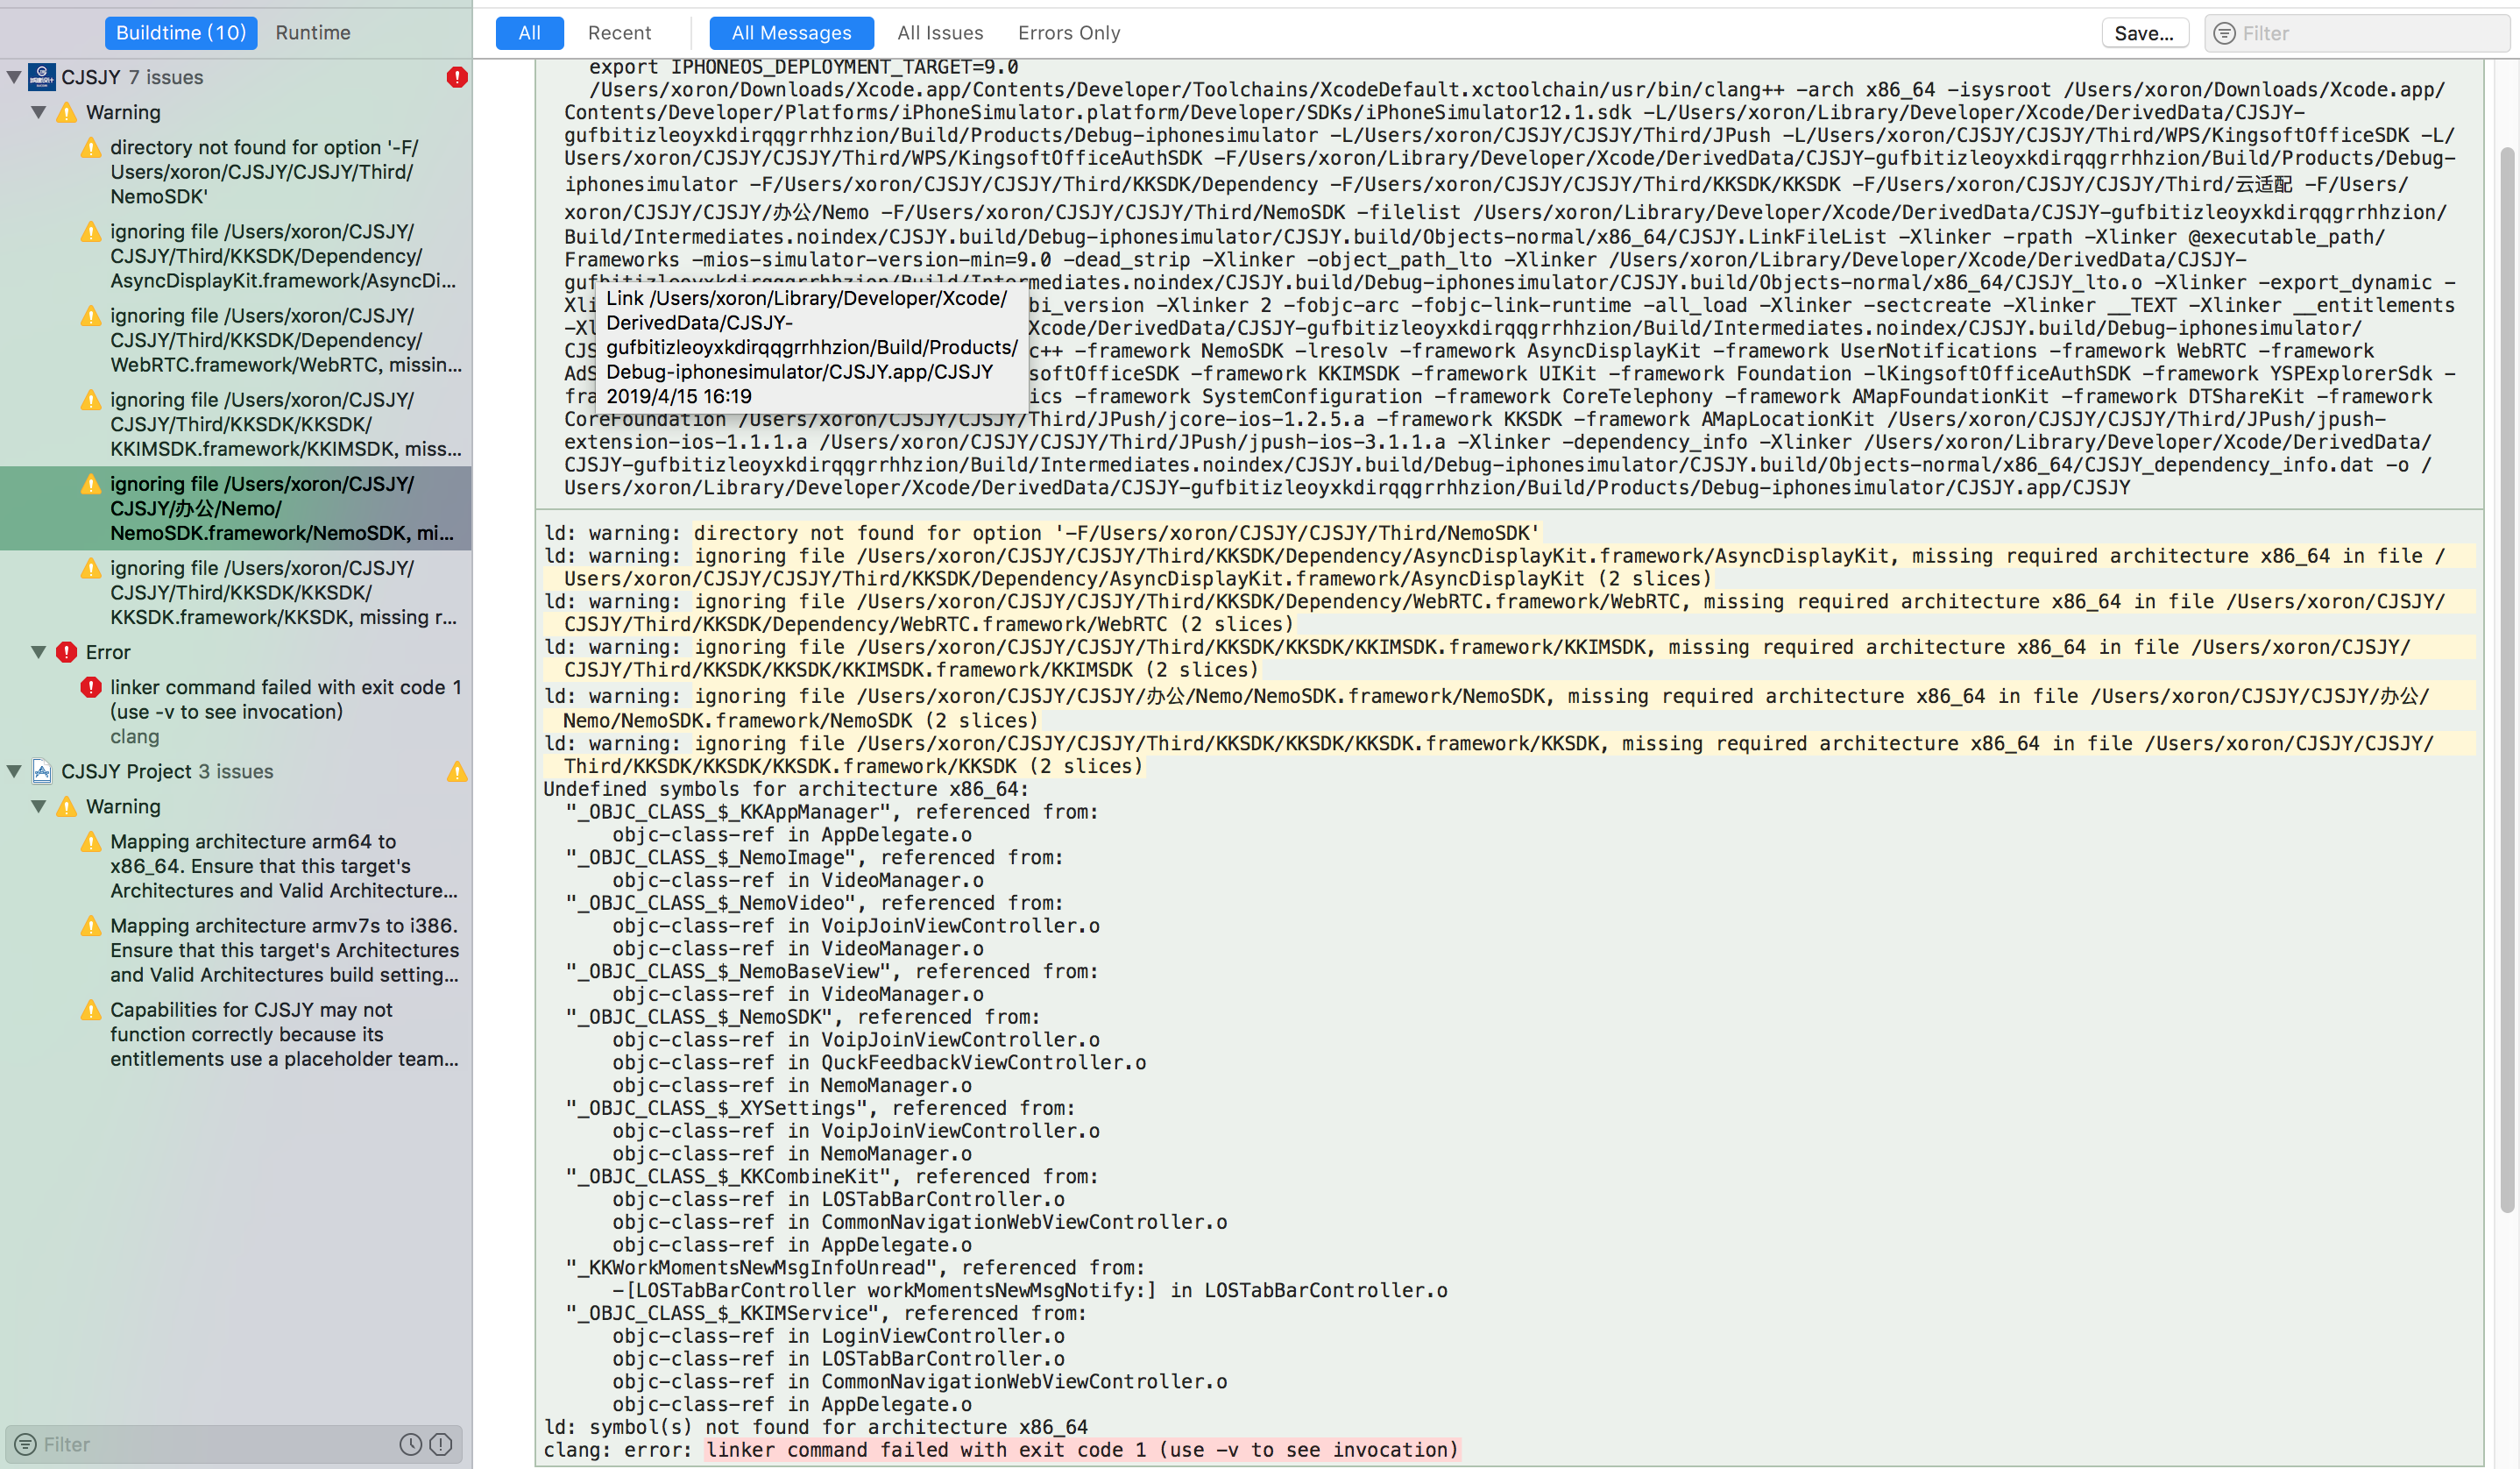 Buildtime (10) Runtime
All Recent All Messages All Issues Errors Only Save... Filter
CJSJY 7 issues
Warning
directory not found for option '-F/
Users/xoron/CJSJY/CJSJY/Third/
NemoSDK'
ignoring file /Users/xoron/CJSJY/
CJSJY/Third/KKSDK/Dependency/
AsyncDisplayKit.framework/AsyncDi...
ignoring file /Users/xoron/CJSJY/
CJSJY/Third/KKSDK/Dependency/
WebRTC.framework/WebRTC, missin...
ignoring file /Users/xoron/CJSJY/
CJSJY/Third/KKSDK/KKSDK/
KKIMSDK.framework/KKIMSDK, miss...
ignoring file /Users/xoron/CJSJY/
CJSJY/办公/Nemo/
NemoSDK.framework/NemoSDK, mi...
ignoring file /Users/xoron/CJSJY/
CJSJY/Third/KKSDK/KKSDK/
KKSDK.framework/KKSDK, missing r...
Error
linker command failed with exit code 1
(use -v to see invocation)
clang
CJSJY Project 3 issues
Warning
Mapping architecture arm64 to
x86_64. Ensure that this target's
Architectures and Valid Architecture...
Mapping architecture armv7s to i386.
Ensure that this target's Architectures
and Valid Architectures build setting...
Capabilities for CJSJY may not
function correctly because its
entitlements use a placeholder team...
Filter
export IPHONEOS_DEPLOYMENT_TARGET=9.0
/Users/xoron/Downloads/Xcode.app/Contents/Developer/Toolchains/XcodeDefault.xctoolchain/usr/bin/clang++ -arch x86_64 -isysroot /Users/xoron/Downloads/Xcode.app/
Contents/Developer/Platforms/iPhoneSimulator.platform/Developer/SDKs/iPhoneSimulator12.1.sdk -L/Users/xoron/Library/Developer/Xcode/DerivedData/CJSJY-
gufbitizleoyxkdirqqgrrhhzion/Build/Products/Debug-iphonesimulator -L/Users/xoron/CJSJY/CJSJY/Third/JPush -L/Users/xoron/CJSJY/CJSJY/Third/WPS/KingsoftOfficeSDK -L/
Users/xoron/CJSJY/CJSJY/Third/WPS/KingsoftOfficeAuthSDK -F/Users/xoron/Library/Developer/Xcode/DerivedData/CJSJY-gufbitizleoyxkdirqqgrrhhzion/Build/Products/Debug-
iphonesimulator -F/Users/xoron/CJSJY/CJSJY/Third/KKSDK/Dependency -F/Users/xoron/CJSJY/CJSJY/Third/KKSDK/KKSDK -F/Users/xoron/CJSJY/CJSJY/Third/云适配 -F/Users/
xoron/CJSJY/CJSJY/办公/Nemo -F/Users/xoron/CJSJY/CJSJY/Third/NemoSDK -filelist /Users/xoron/Library/Developer/Xcode/DerivedData/CJSJY-gufbitizleoyxkdirqqgrrhhzion/
Build/Intermediates.noindex/CJSJY.build/Debug-iphonesimulator/CJSJY.build/Objects-normal/x86_64/CJSJY.LinkFileList -Xlinker -rpath -Xlinker @executable_path/
Frameworks -mios-simulator-version-min=9.0 -dead_strip -Xlinker -object_path_lto -Xlinker /Users/xoron/Library/Developer/Xcode/DerivedData/CJSJY-
gufbitizleoyxkdirqqgrrhhzion/Build/Intermediates.noindex/CJSJY.build/Debug-iphonesimulator/CJSJY.build/Objects-normal/x86_64/CJSJY_lto.o -Xlinker -export_dynamic -
Xli bi_version -Xlinker 2 -fobjc-arc -fobjc-link-runtime -all_load -Xlinker -sectcreate -Xlinker __TEXT -Xlinker __entitlements
-Xl Xcode/DerivedData/CJSJY-gufbitizleoyxkdirqqgrrhhzion/Build/Intermediates.noindex/CJSJY.build/Debug-iphonesimulator/
CJS c++ -framework NemoSDK -lresolv -framework AsyncDisplayKit -framework UserNotifications -framework WebRTC -framework
AdS softOfficeSDK -framework KKIMSDK -framework UIKit -framework Foundation -lKingsoftOfficeAuthSDK -framework YSPExplorerSdk -
fra ics -framework SystemConfiguration -framework CoreTelephony -framework AMapFoundationKit -framework DTShareKit -framework
CoreFoundation /Users/xoron/CJSJY/CJSJY/Third/JPush/jcore-ios-1.2.5.a -framework KKSDK -framework AMapLocationKit /Users/xoron/CJSJY/CJSJY/Third/JPush/jpush-
extension-ios-1.1.1.a /Users/xoron/CJSJY/CJSJY/Third/JPush/jpush-ios-3.1.1.a -Xlinker -dependency_info -Xlinker /Users/xoron/Library/Developer/Xcode/DerivedData/
CJSJY-gufbitizleoyxkdirqqgrrhhzion/Build/Intermediates.noindex/CJSJY.build/Debug-iphonesimulator/CJSJY.build/Objects-normal/x86_64/CJSJY_dependency_info.dat -o /
Users/xoron/Library/Developer/Xcode/DerivedData/CJSJY-gufbitizleoyxkdirqqgrrhhzion/Build/Products/Debug-iphonesimulator/CJSJY.app/CJSJY
Link /Users/xoron/Library/Developer/Xcode/
DerivedData/CJSJY-
gufbitizleoyxkdirqqgrrhhzion/Build/Products/
Debug-iphonesimulator/CJSJY.app/CJSJY
2019/4/15 16:19
ld: warning: directory not found for option '-F/Users/xoron/CJSJY/CJSJY/Third/NemoSDK'
ld: warning: ignoring file /Users/xoron/CJSJY/CJSJY/Third/KKSDK/Dependency/AsyncDisplayKit.framework/AsyncDisplayKit, missing required architecture x86_64 in file /
Users/xoron/CJSJY/CJSJY/Third/KKSDK/Dependency/AsyncDisplayKit.framework/AsyncDisplayKit (2 slices)
ld: warning: ignoring file /Users/xoron/CJSJY/CJSJY/Third/KKSDK/Dependency/WebRTC.framework/WebRTC, missing required architecture x86_64 in file /Users/xoron/CJSJY/
CJSJY/Third/KKSDK/Dependency/WebRTC.framework/WebRTC (2 slices)
ld: warning: ignoring file /Users/xoron/CJSJY/CJSJY/Third/KKSDK/KKSDK/KKIMSDK.framework/KKIMSDK, missing required architecture x86_64 in file /Users/xoron/CJSJY/
CJSJY/Third/KKSDK/KKSDK/KKIMSDK.framework/KKIMSDK (2 slices)
ld: warning: ignoring file /Users/xoron/CJSJY/CJSJY/办公/Nemo/NemoSDK.framework/NemoSDK, missing required architecture x86_64 in file /Users/xoron/CJSJY/CJSJY/办公/
Nemo/NemoSDK.framework/NemoSDK (2 slices)
ld: warning: ignoring file /Users/xoron/CJSJY/CJSJY/Third/KKSDK/KKSDK/KKSDK.framework/KKSDK, missing required architecture x86_64 in file /Users/xoron/CJSJY/CJSJY/
Third/KKSDK/KKSDK/KKSDK.framework/KKSDK (2 slices)
Undefined symbols for architecture x86_64:
"_OBJC_CLASS_$_KKAppManager", referenced from:
objc-class-ref in AppDelegate.o
"_OBJC_CLASS_$_NemoImage", referenced from:
objc-class-ref in VideoManager.o
"_OBJC_CLASS_$_NemoVideo", referenced from:
objc-class-ref in VoipJoinViewController.o
objc-class-ref in VideoManager.o
"_OBJC_CLASS_$_NemoBaseView", referenced from:
objc-class-ref in VideoManager.o
"_OBJC_CLASS_$_NemoSDK", referenced from:
objc-class-ref in VoipJoinViewController.o
objc-class-ref in QuckFeedbackViewController.o
objc-class-ref in NemoManager.o
"_OBJC_CLASS_$_XYSettings", referenced from:
objc-class-ref in VoipJoinViewController.o
objc-class-ref in NemoManager.o
"_OBJC_CLASS_$_KKCombineKit", referenced from:
objc-class-ref in LOSTabBarController.o
objc-class-ref in CommonNavigationWebViewController.o
objc-class-ref in AppDelegate.o
"_KKWorkMomentsNewMsgInfoUnread", referenced from:
-[LOSTabBarController workMomentsNewMsgNotify:] in LOSTabBarController.o
"_OBJC_CLASS_$_KKIMService", referenced from:
objc-class-ref in LoginViewController.o
objc-class-ref in LOSTabBarController.o
objc-class-ref in CommonNavigationWebViewController.o
objc-class-ref in AppDelegate.o
ld: symbol(s) not found for architecture x86_64
clang: error: linker command failed with exit code 1 (use -v to see invocation)